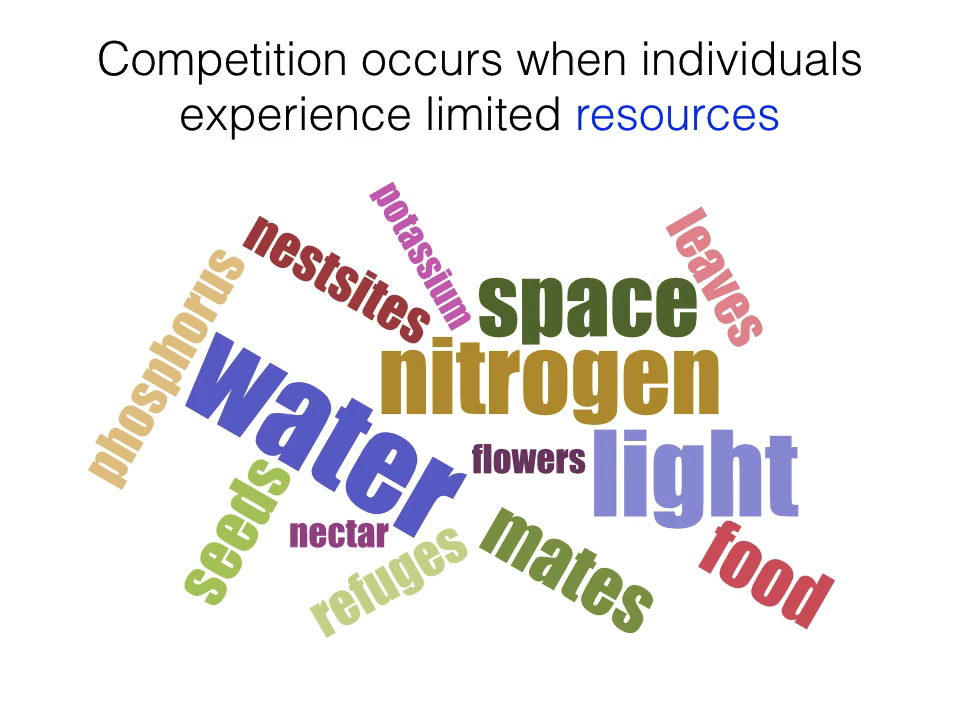 Competition occurs when individuals
experience limited resources
potassium
leaves
nestsites
phosphorus
space
water
nitrogen
flowers
light
seeds
nectar
refuges
mates
food